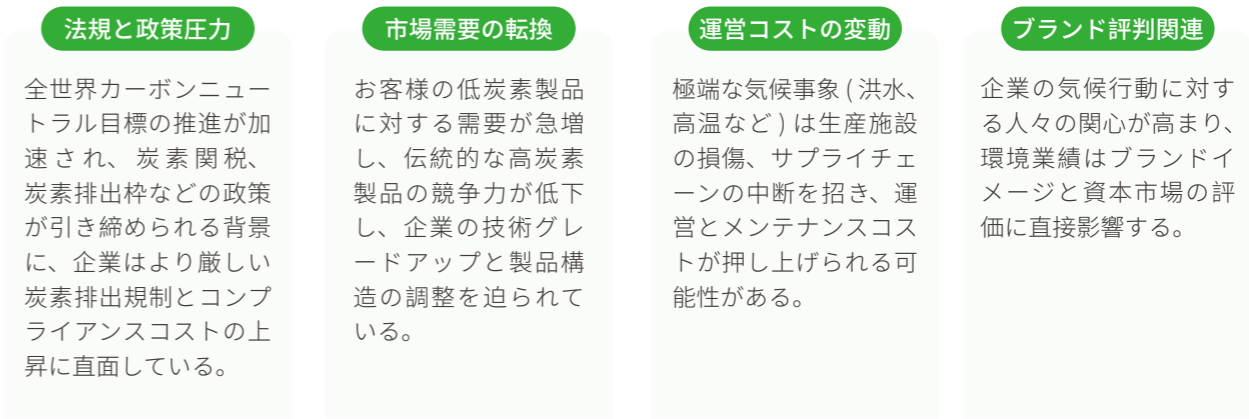 法規と政策圧力
全世界カーボンニュー
トラル目標の推進が加
速され、炭素関税、
炭素排出枠などの政策
が引き締められる背景
に、企業はより厳しい
炭素排出規制とコンプ
ライアンスコストの上
昇に直面している。
市場需要の転換
お客様の低炭素製品
に対する需要が急増
し、伝統的な高炭素
製品の競争力が低下
し、企業の技術グレ
ードアップと製品構
造の調整を迫られて
いる。
運営コストの変動
極端な気候事象 ( 洪水、
高温など ) は生産施設
の損傷、サプライチェ
ーンの中断を招き、運
営とメンテナンスコス
トが押し上げられる可
能性がある。
ブランド評判関連
企業の気候行動に対す
る人々の関心が高まり、
環境業績はブランドイ
メージと資本市場の評
価に直接影響する。